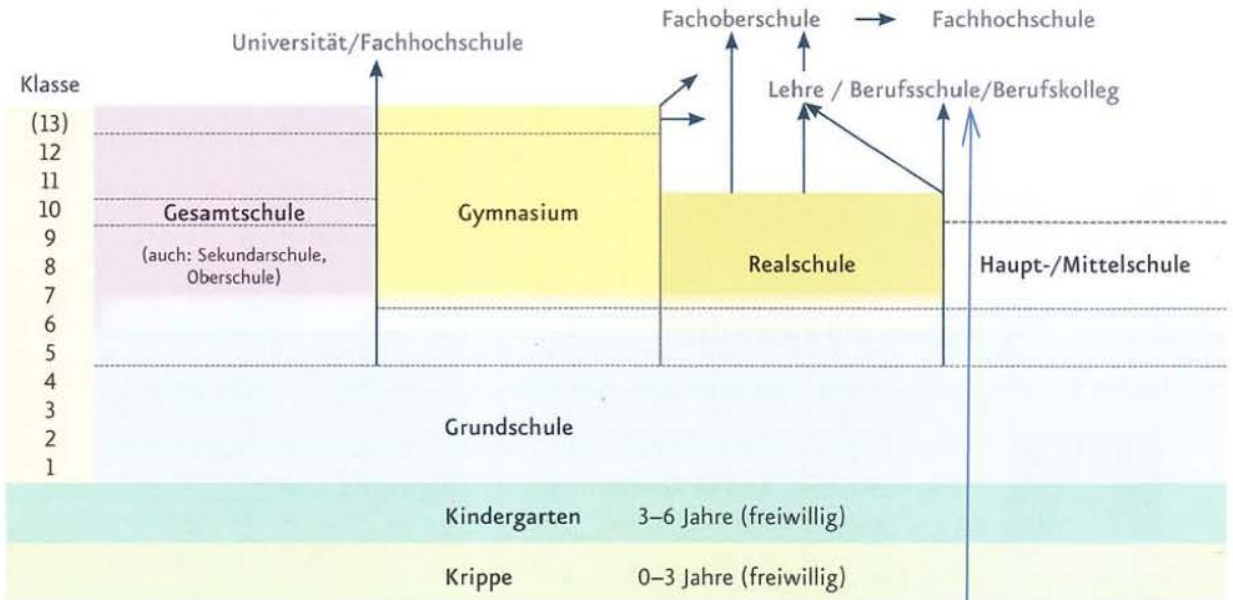 Fachoberschule Fachhochschule
Universität/Fachhochschule
Klasse
Lehre / Berufsschule/Berufskolleg
(13)
12
11
10
Gesamtschule
Gymnasium
9
(auch: Sekundarschule,
Oberschule)
8
Realschule
Haupt-/Mittelschule
7
6
5
4
3
Grundschule
2
1
Kindergarten 3–6 Jahre (freiwillig)
Krippe 0–3 Jahre (freiwillig)